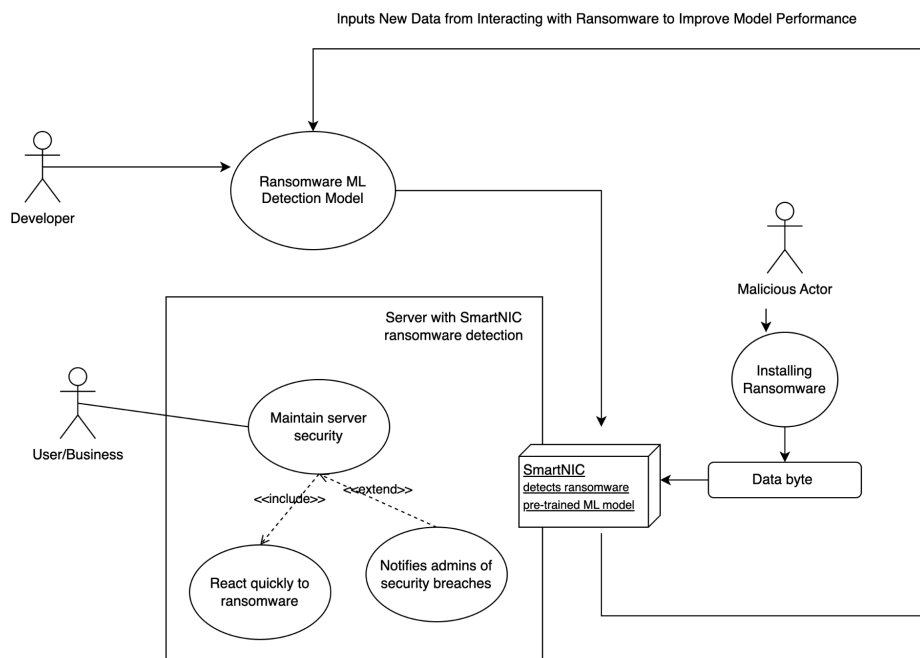 Inputs New Data from Interacting with Ransomware to Improve Model Performance
Ransomware ML
Detection Model
Developer
Malicious Actor
Server with SmartNIC
ransomware detection
Installing
Ransomware
Maintain server
security
User/Business
SmartNIC
detects ransomware
pre-trained ML model
Data byte
<<include>>
<<extend>>
React quickly to
ransomware
Notifies admins of
security breaches